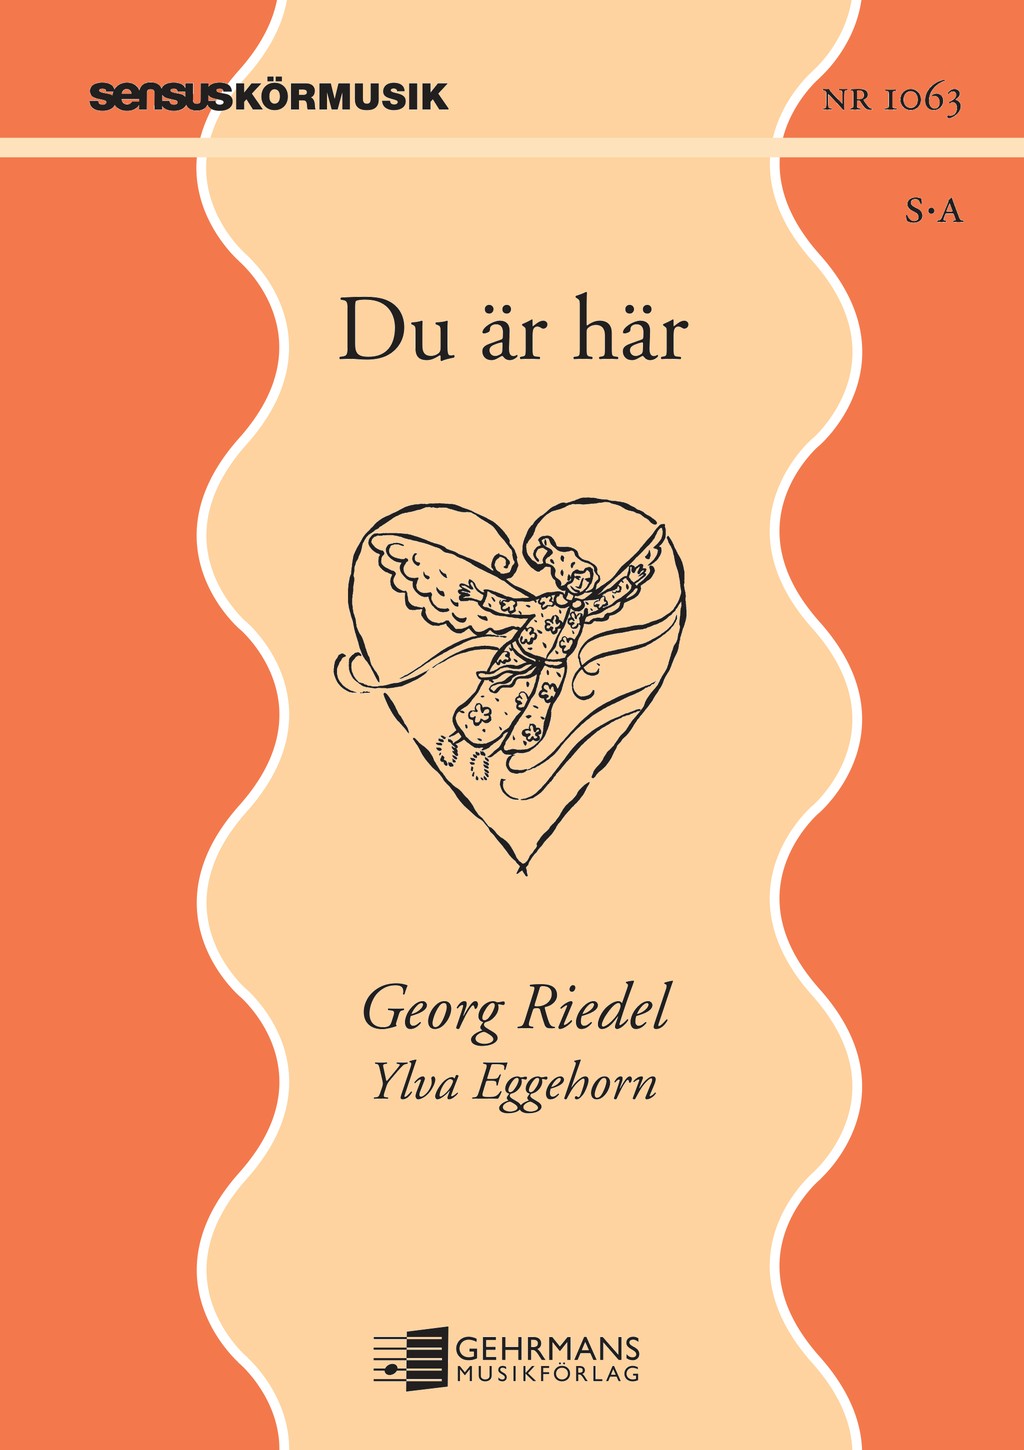 sensusKÖRMUSIK
NR 1063
S·A
Du är här
Georg Riedel
Ylva Eggehorn
GEHRMANS
MUSIKFÖRLAG